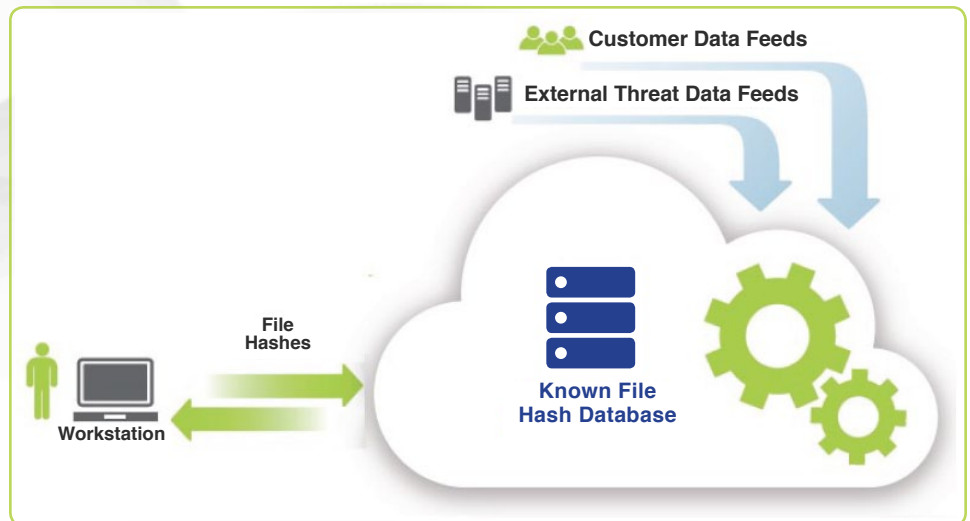 Customer Data Feeds
External Threat Data Feeds
File
Hashes
Workstation
Known File
Hash Database